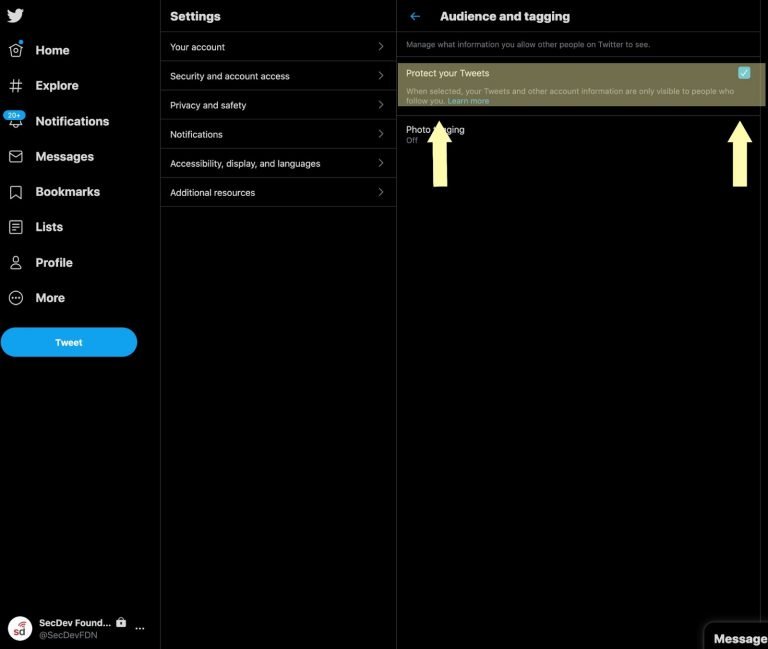 Home
Explore
20+
Notifications
Messages
Bookmarks
Lists
Profile
More
Tweet
SecDev Found...
@SecDevFDN
...
Settings
Your account
Security and account access
Privacy and safety
Notifications
Accessibility, display, and languages
Additional resources
Audience and tagging
Manage what information you allow other people on Twitter to see.
Protect your Tweets
When selected, your Tweets and other account information are only visible to people who
follow you. Learn more
Photo tagging
Off
Message
sd